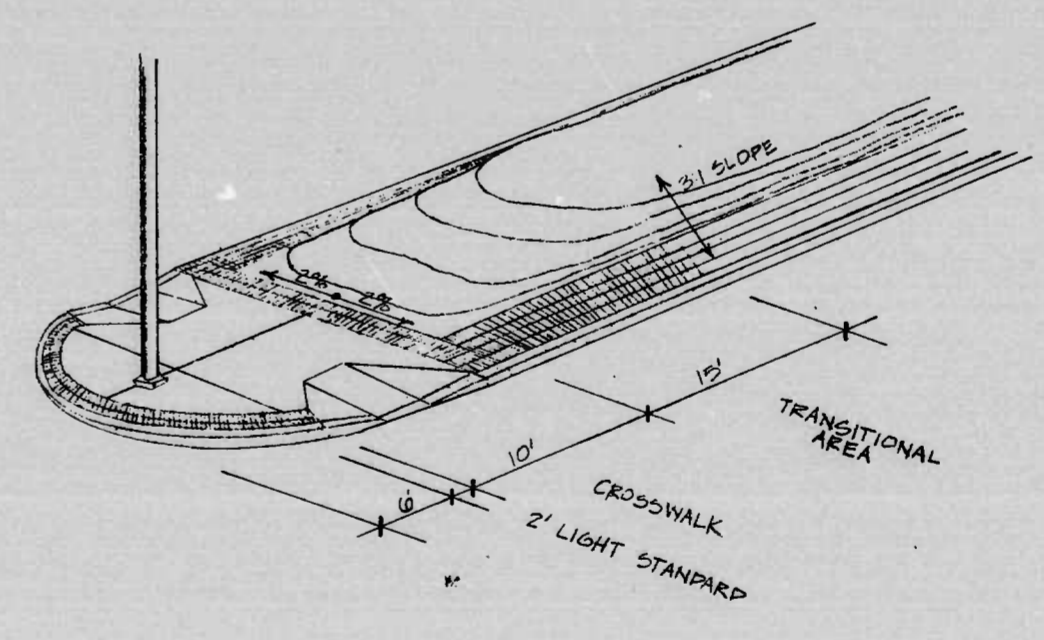 3:1 SLOPE
2% 2%
15'
10'
6'
TRANSITIONAL
AREA
CROSSWALK
2' LIGHT STANDARD